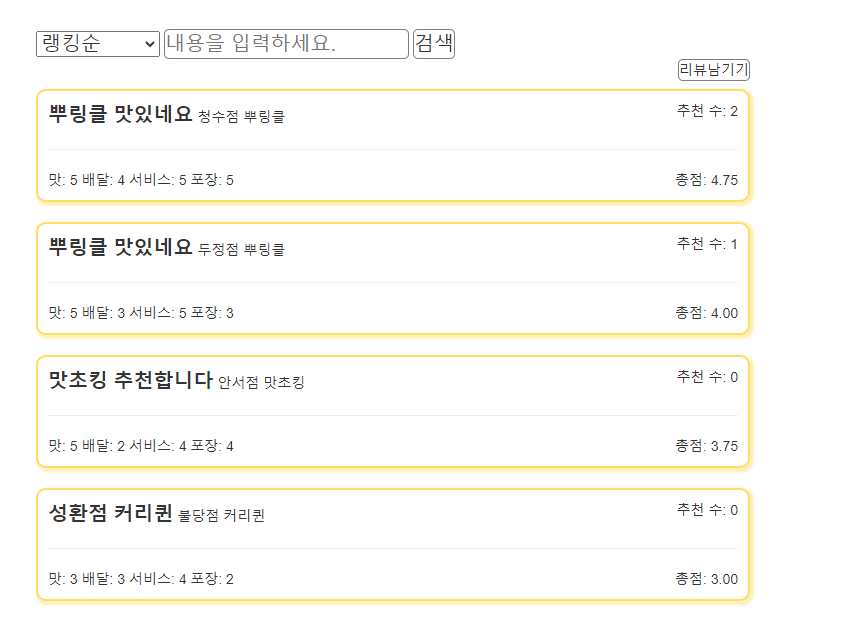 랭킹순 내용을 입력하세요. 검색
리뷰남기기
뿌링클 맛있네요 청수점 뿌링클 추천 수: 2
맛: 5 배달: 4 서비스: 5 포장: 5 총점: 4.75
뿌링클 맛있네요 두정점 뿌링클 추천 수: 1
맛: 5 배달: 3 서비스: 5 포장: 3 총점: 4.00
맛초킹 추천합니다 안서점 맛초킹 추천 수: 0
맛: 5 배달: 2 서비스: 4 포장: 4 총점: 3.75
성환점 커리퀸 불당점 커리퀸 추천 수: 0
맛: 3 배달: 3 서비스: 4 포장: 2 총점: 3.00